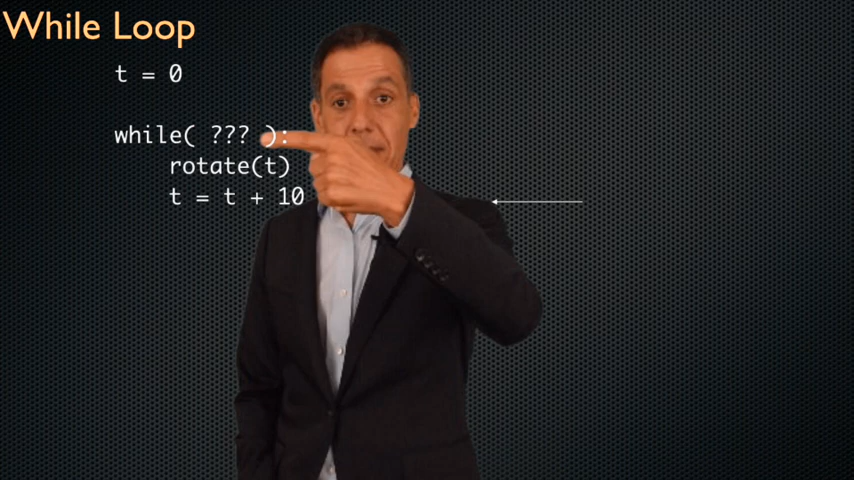 While Loop
t = 0
while( ??? ):
rotate(t)
t = t + 10